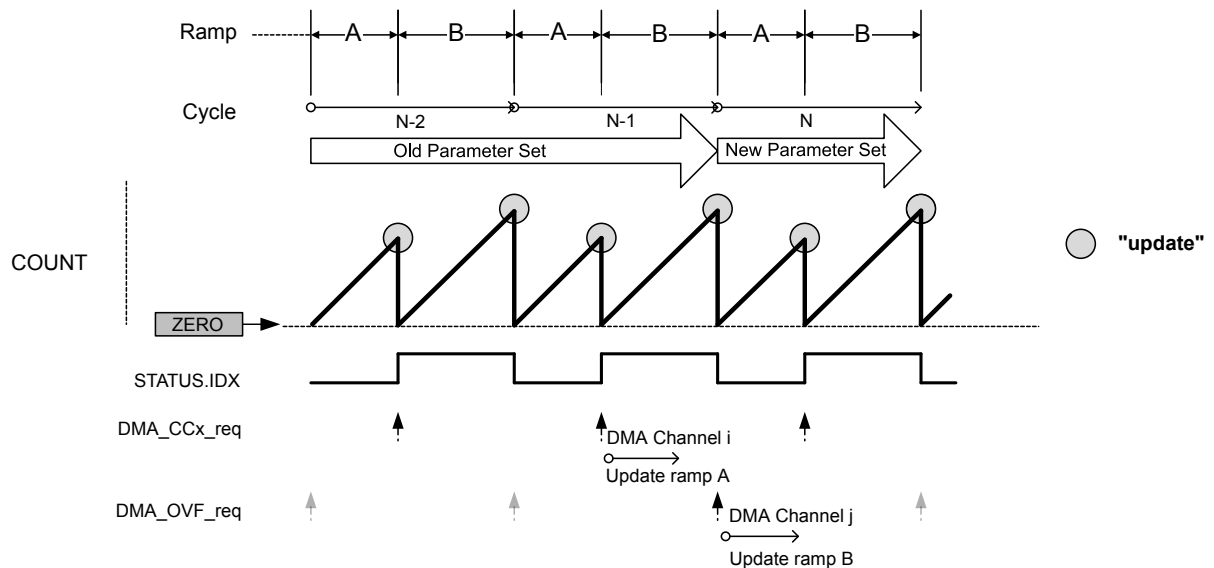 Ramp
A B A B A B
Cycle
N-2 N-1 N
Old Parameter Set New Parameter Set
COUNT
"update"
ZERO
STATUS.IDX
DMA_CCx_req
DMA Channel i
Update ramp A
DMA_OVF_req
DMA Channel j
Update ramp B